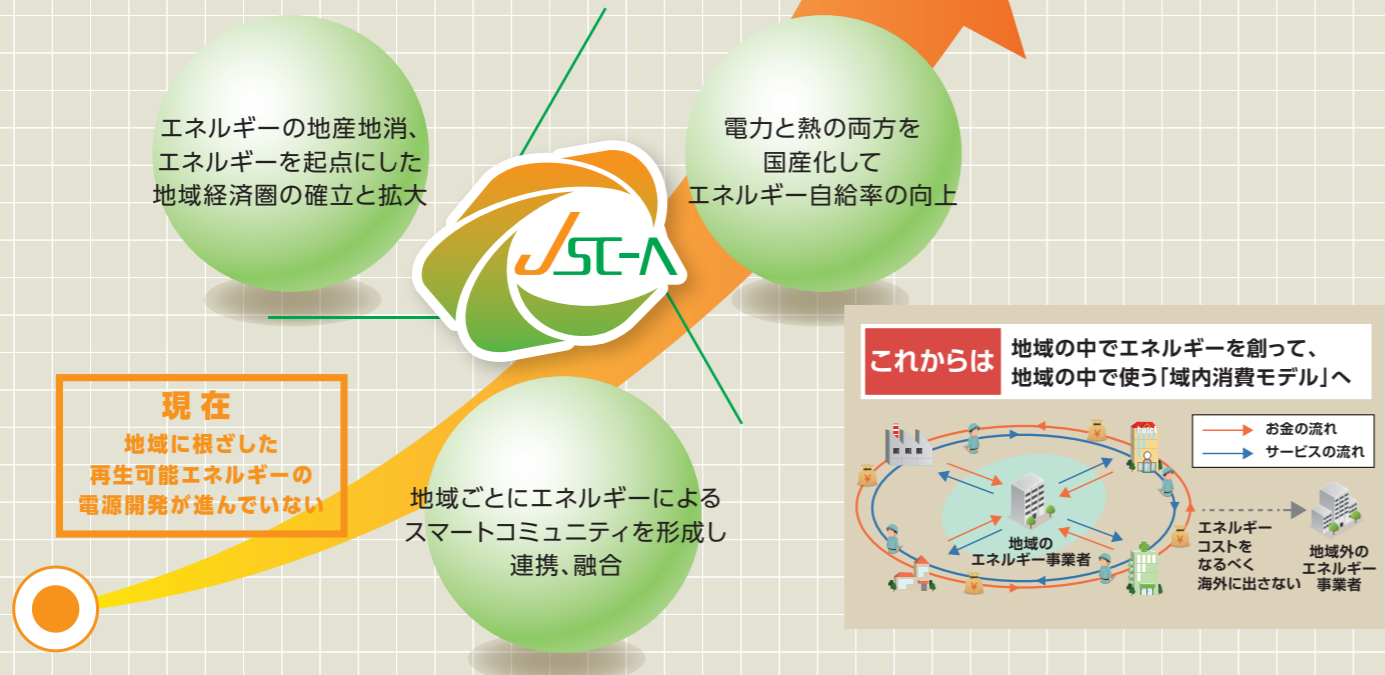 エネルギーの地産地消、
エネルギーを起点にした
地域経済圏の確立と拡大
電力と熱の両方を
国産化して
エネルギー自給率の向上
JSC-A
現在
地域に根ざした
再生可能エネルギーの
電源開発が進んでいない
地域ごとにエネルギーによる
スマートコミュニティを形成し
連携、融合
これからは
地域の中でエネルギーを創って、
地域の中で使う「域内消費モデル」へ
お金の流れ
サービスの流れ
hotel
地域の
エネルギー事業者
エネルギー
コストを
なるべく
海外に出さない
地域外の
エネルギー
事業者